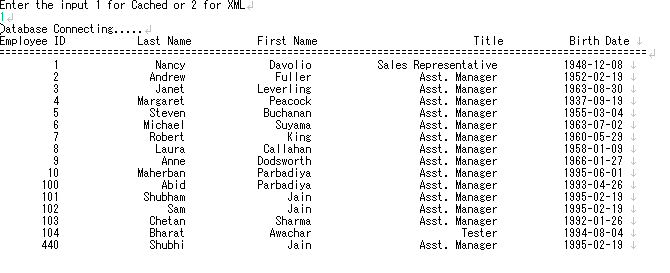 Enter the input 1 for Cached or 2 for XML↓
1↓
Database Connecting.....↓
Employee ID Last Name First Name Title Birth Date ↓
==========================================================================================
1 Nancy Davolio Sales Representative 1948-12-08 ↓
2 Andrew Fuller Asst. Manager 1952-02-19 ↓
3 Janet Leverling Asst. Manager 1963-08-30 ↓
4 Margaret Peacock Asst. Manager 1937-09-19 ↓
5 Steven Buchanan Asst. Manager 1955-03-04 ↓
6 Michael Suyama Asst. Manager 1963-07-02 ↓
7 Robert King Asst. Manager 1960-05-29 ↓
8 Laura Callahan Asst. Manager 1958-01-09 ↓
9 Anne Dodsworth Asst. Manager 1966-01-27 ↓
10 Maherban Parbadiya Asst. Manager 1995-06-01 ↓
100 Abid Parbadiya Asst. Manager 1993-04-26 ↓
101 Shubham Jain Asst. Manager 1995-02-19 ↓
102 Sam Jain Asst. Manager 1995-02-19 ↓
103 Chetan Sharma Asst. Manager 1992-01-26 ↓
104 Bharat Awachar Tester 1994-08-04 ↓
440 Shubhi Jain Asst. Manager 1995-02-19 ↓